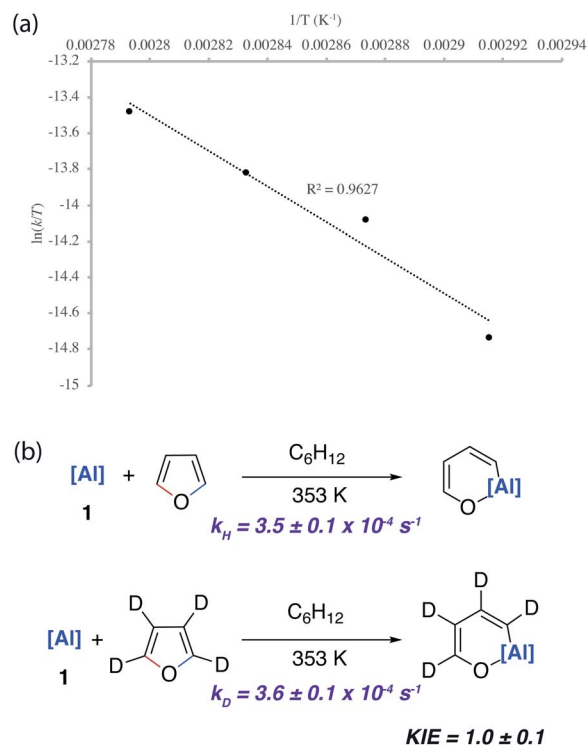 (a)
1/T (K⁻¹)
0.00278 0.0028 0.00282 0.00284 0.00286 0.00288 0.0029 0.00292 0.00294
-13.2
-13.4
-13.6
-13.8
-14
-14.2
-14.4
-14.6
-14.8
-15
ln(k/T)
R² = 0.9627
(b)
[Al] + O C₆H₁₂ [Al]
1 353 K O
k_H = 3.5 ± 0.1 x 10⁻⁴ s⁻¹
D D C₆H₁₂ D
[Al] + D O D D D
1 353 K D O [Al]
k_D = 3.6 ± 0.1 x 10⁻⁴ s⁻¹
KIE = 1.0 ± 0.1